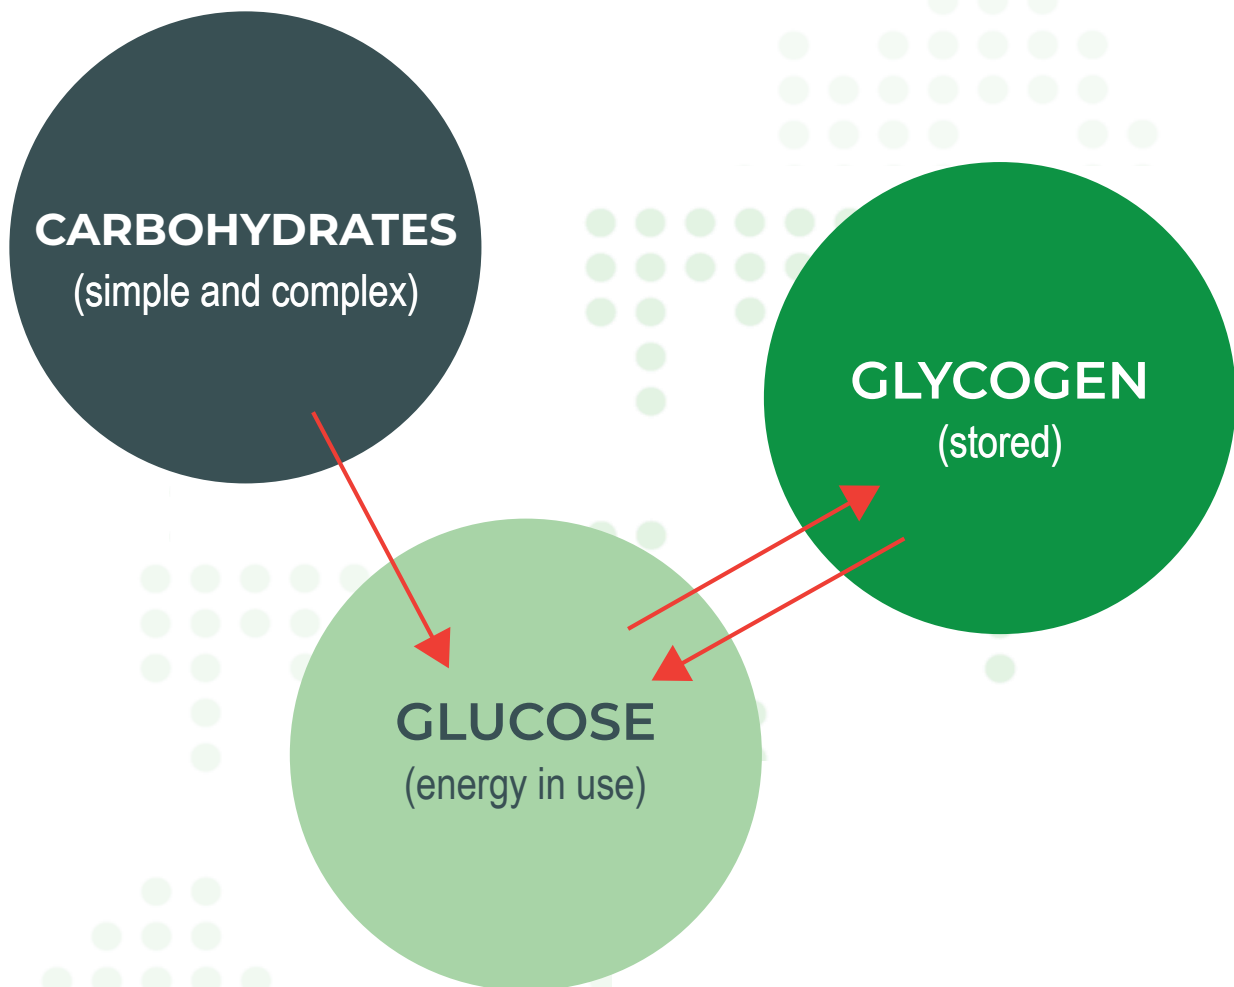 CARBOHYDRATES
(simple and complex)
GLYCOGEN
(stored)
GLUCOSE
(energy in use)